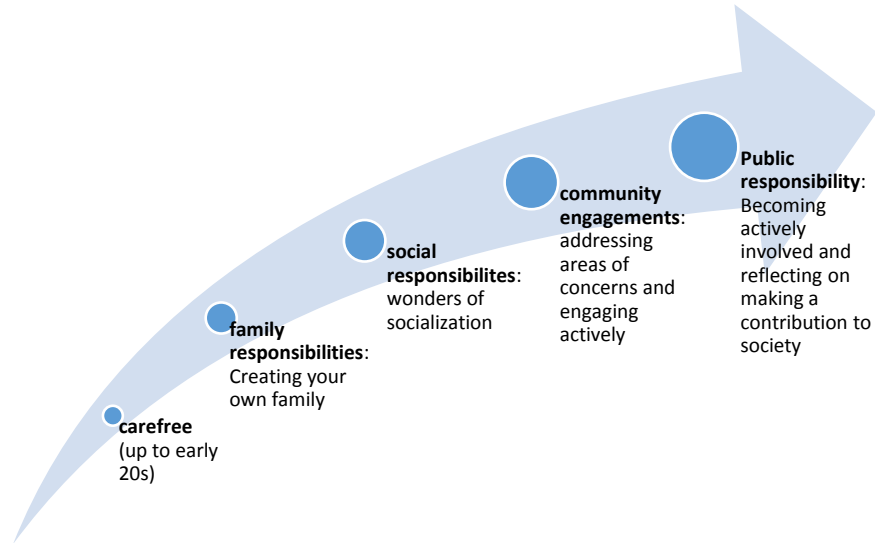 carefree
(up to early
20s)
family
responsibilities:
Creating your
own family
social
responsibilites:
wonders of
socialization
community
engagements:
addressing
areas of
concerns and
engaging
actively
Public
responsibility:
Becoming
actively
involved and
reflecting on
making a
contribution to
society